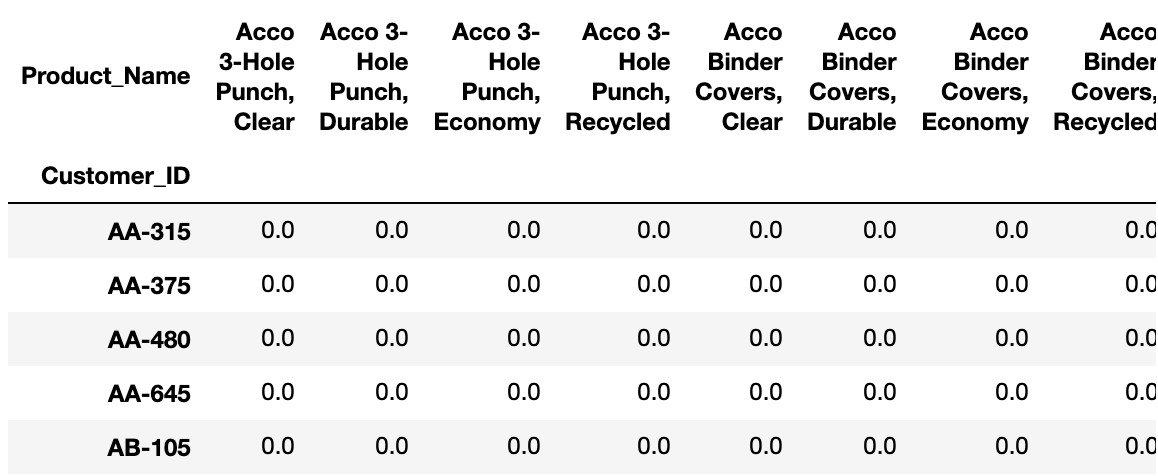 Product_Name Acco 3-Hole Punch, Clear Acco 3-Hole Punch, Durable Acco 3-Hole Punch, Economy Acco 3-Hole Punch, Recycled Acco Binder Covers, Clear Acco Binder Covers, Durable Acco Binder Covers, Economy Acco Binder Covers, Recycled
Customer_ID
AA-315 0.0 0.0 0.0 0.0 0.0 0.0 0.0 0.0
AA-375 0.0 0.0 0.0 0.0 0.0 0.0 0.0 0.0
AA-480 0.0 0.0 0.0 0.0 0.0 0.0 0.0 0.0
AA-645 0.0 0.0 0.0 0.0 0.0 0.0 0.0 0.0
AB-105 0.0 0.0 0.0 0.0 0.0 0.0 0.0 0.0